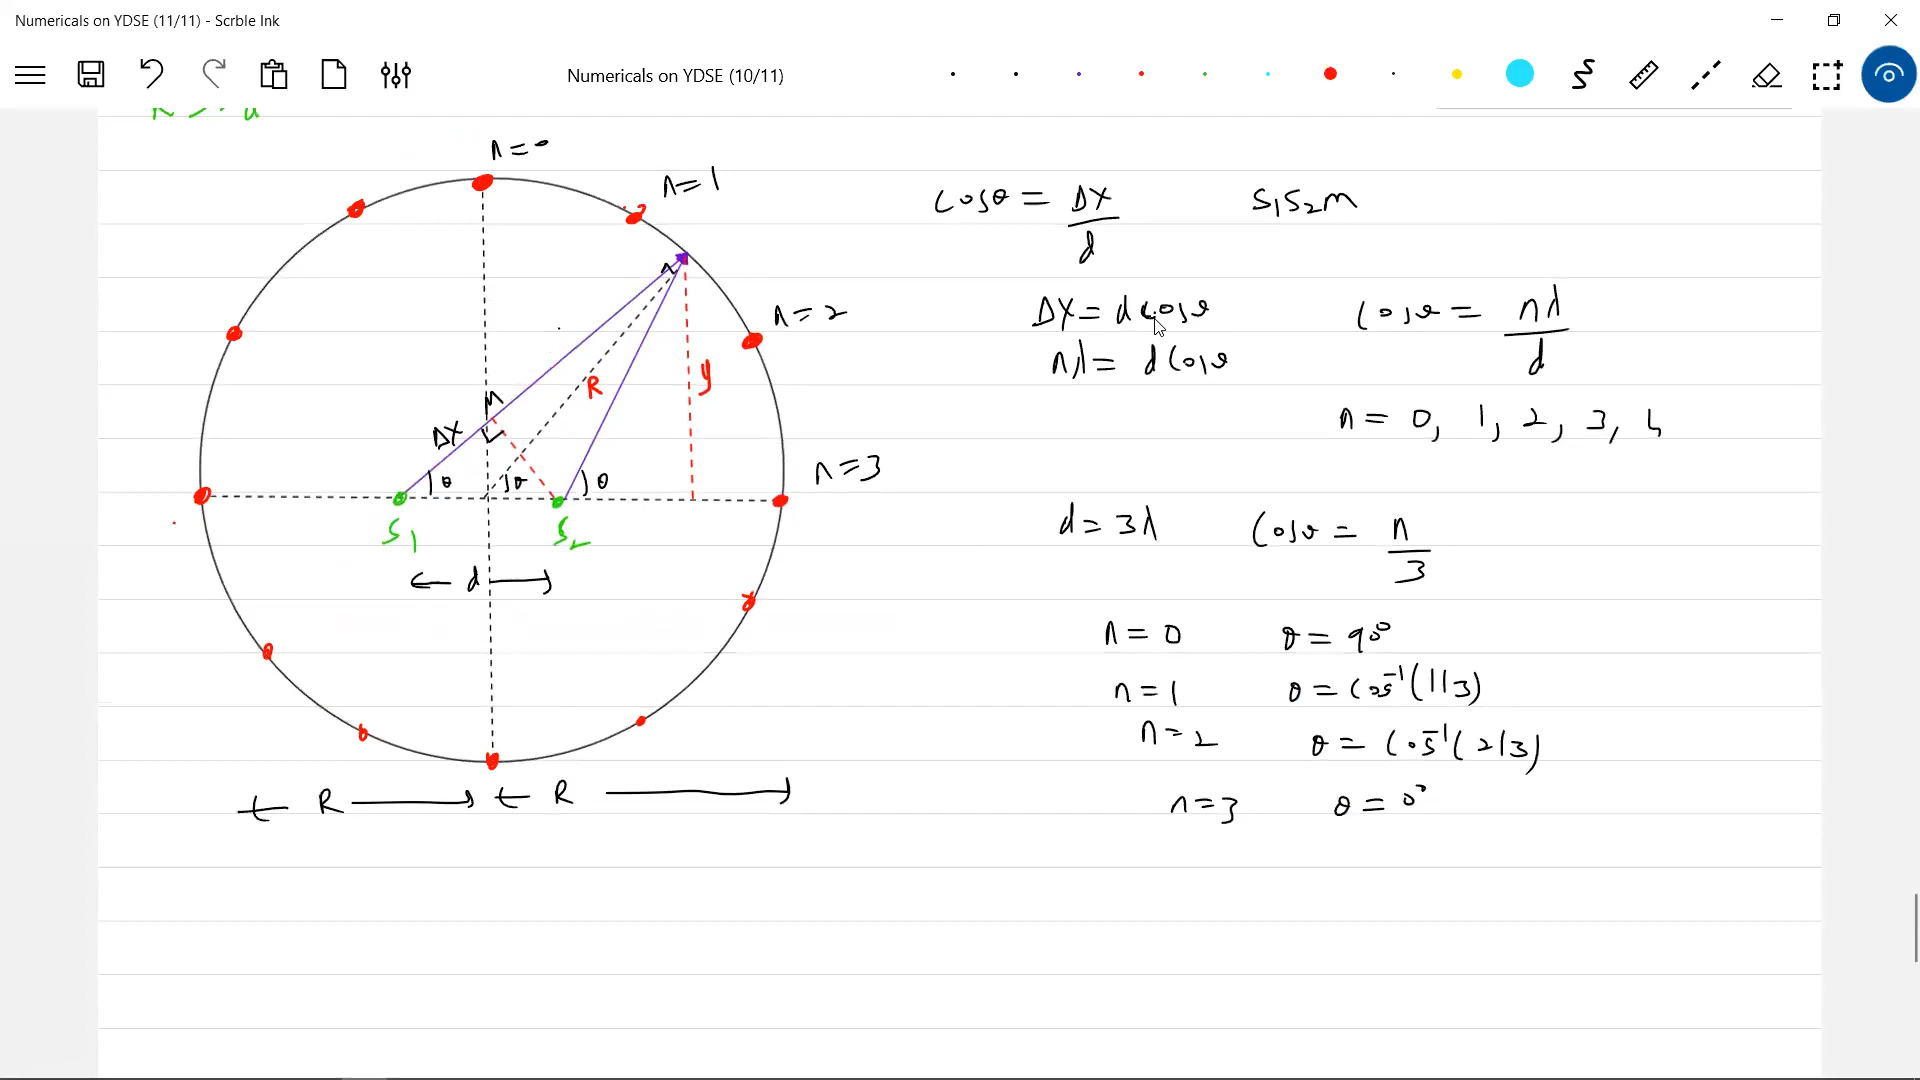 Numericals on YDSE (11/11) - Scrble Ink
Numericals on YDSE (10/11)
R >> d
n=0
n=1
n=2
n=3
M
ΔX
R
y
θ
θ
θ
S1
S2
d
R
R
Cosθ = ΔX/d
S1S2M
ΔX = d cosθ
nλ = d Cosθ
Cosθ = nλ/d
n = 0, 1, 2, 3, 4
d = 3λ
Cosθ = n/3
n = 0 θ = 90°
n = 1 θ = Cos⁻¹(1/3)
n = 2 θ = Cos⁻¹(2/3)
n = 3 θ = 0°